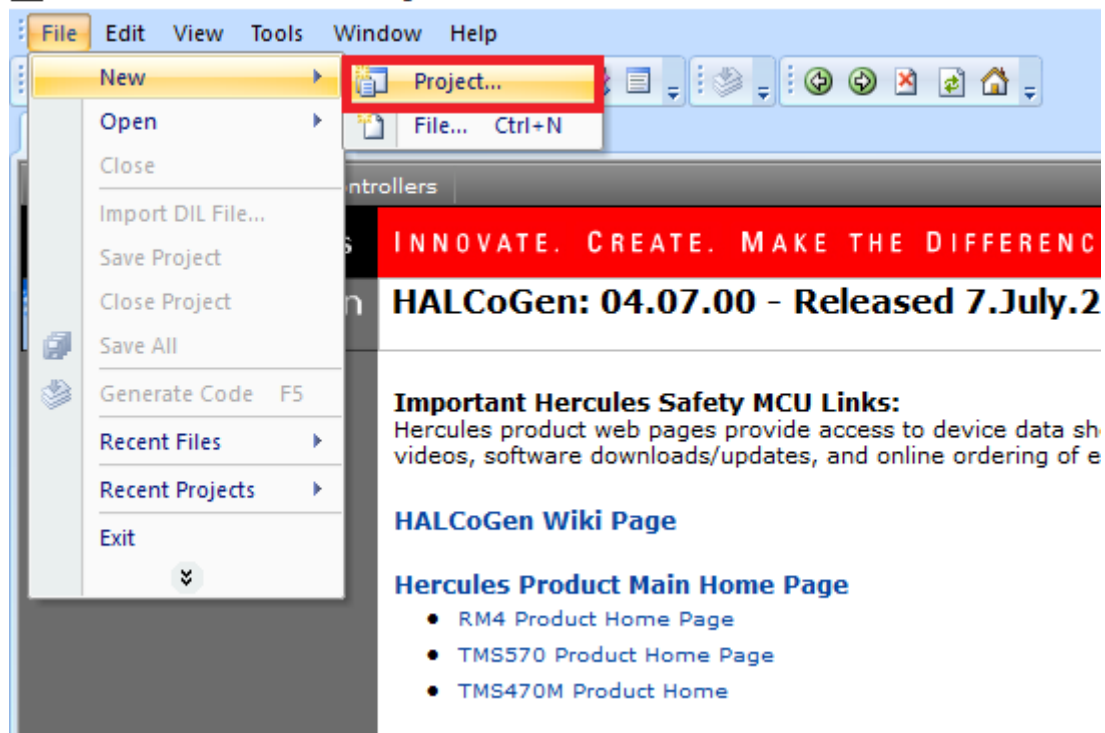 File Edit View Tools Window Help
New
Project...
Open
File... Ctrl+N
Close
Import DIL File...
Save Project
Close Project
Save All
Generate Code F5
Recent Files
Recent Projects
Exit
ntrollers
s
INNOVATE. CREATE. MAKE THE DIFFERENC
n
HALCoGen: 04.07.00 - Released 7.July.2
Important Hercules Safety MCU Links:
Hercules product web pages provide access to device data sh
videos, software downloads/updates, and online ordering of e
HALCoGen Wiki Page
Hercules Product Main Home Page
• RM4 Product Home Page
• TMS570 Product Home Page
• TMS470M Product Home